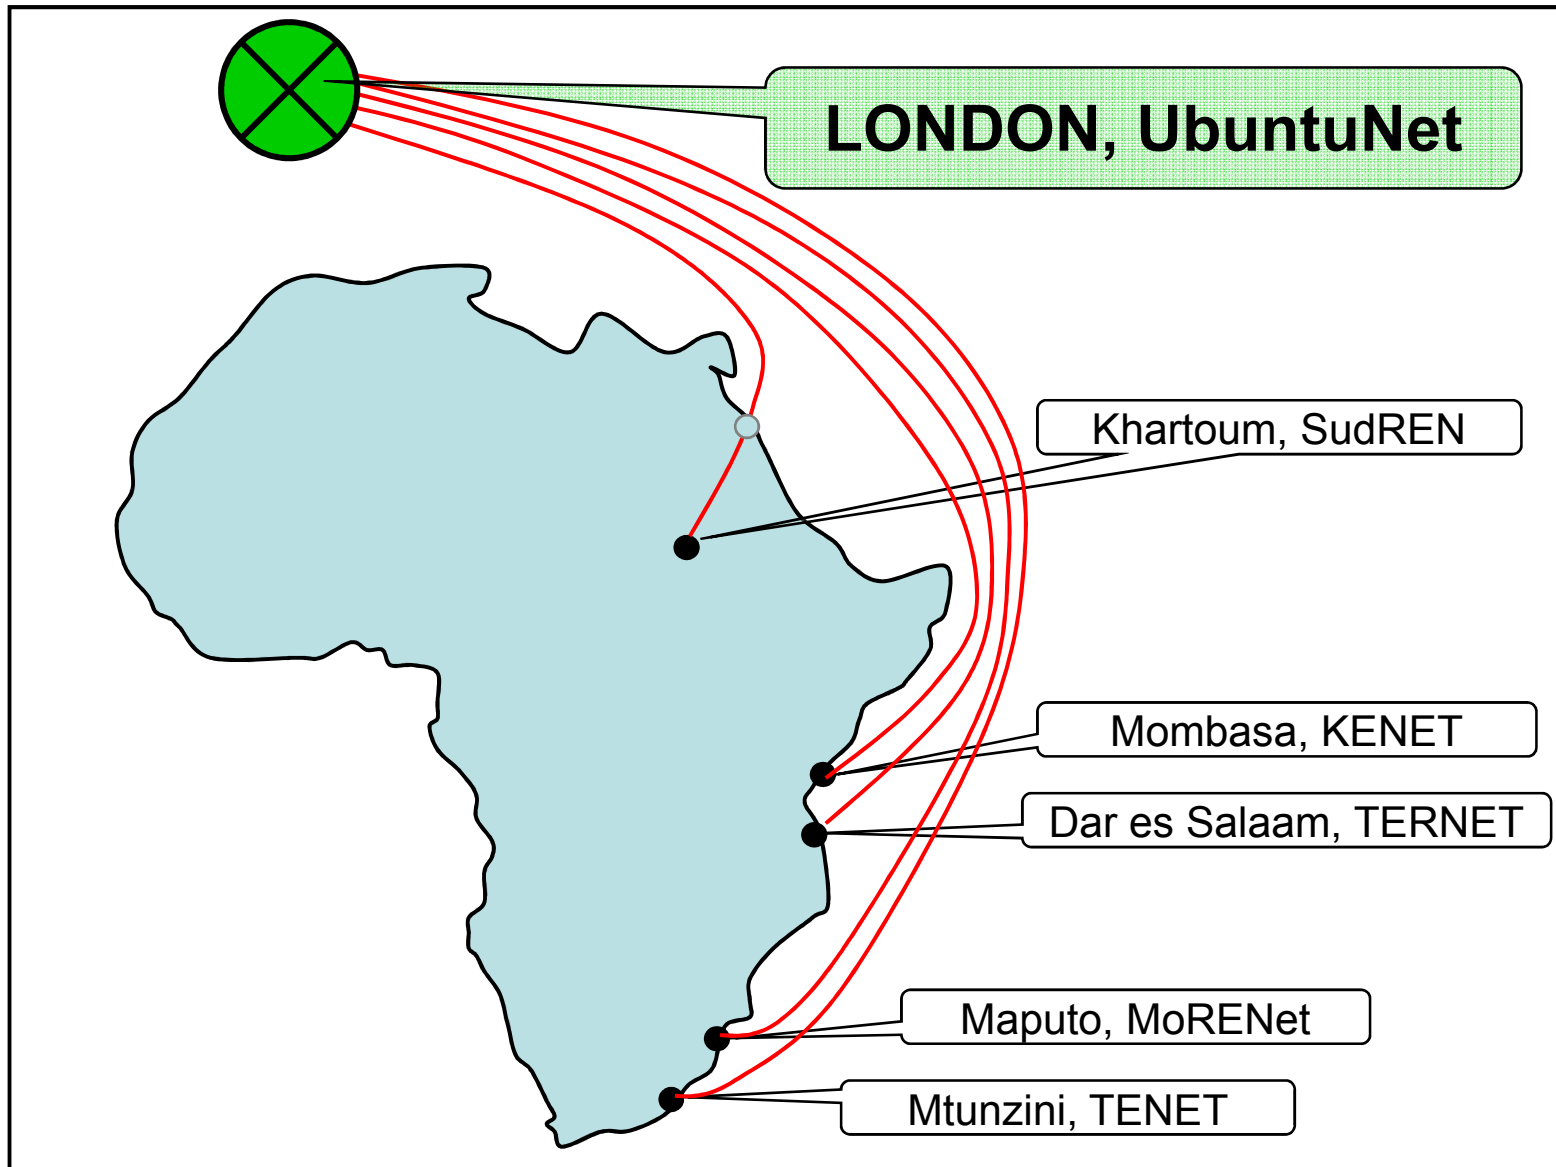 LONDON, UbuntuNet
Khartoum, SudREN
Mombasa, KENET
Dar es Salaam, TERNET
Maputo, MoRENet
Mtunzini, TENET